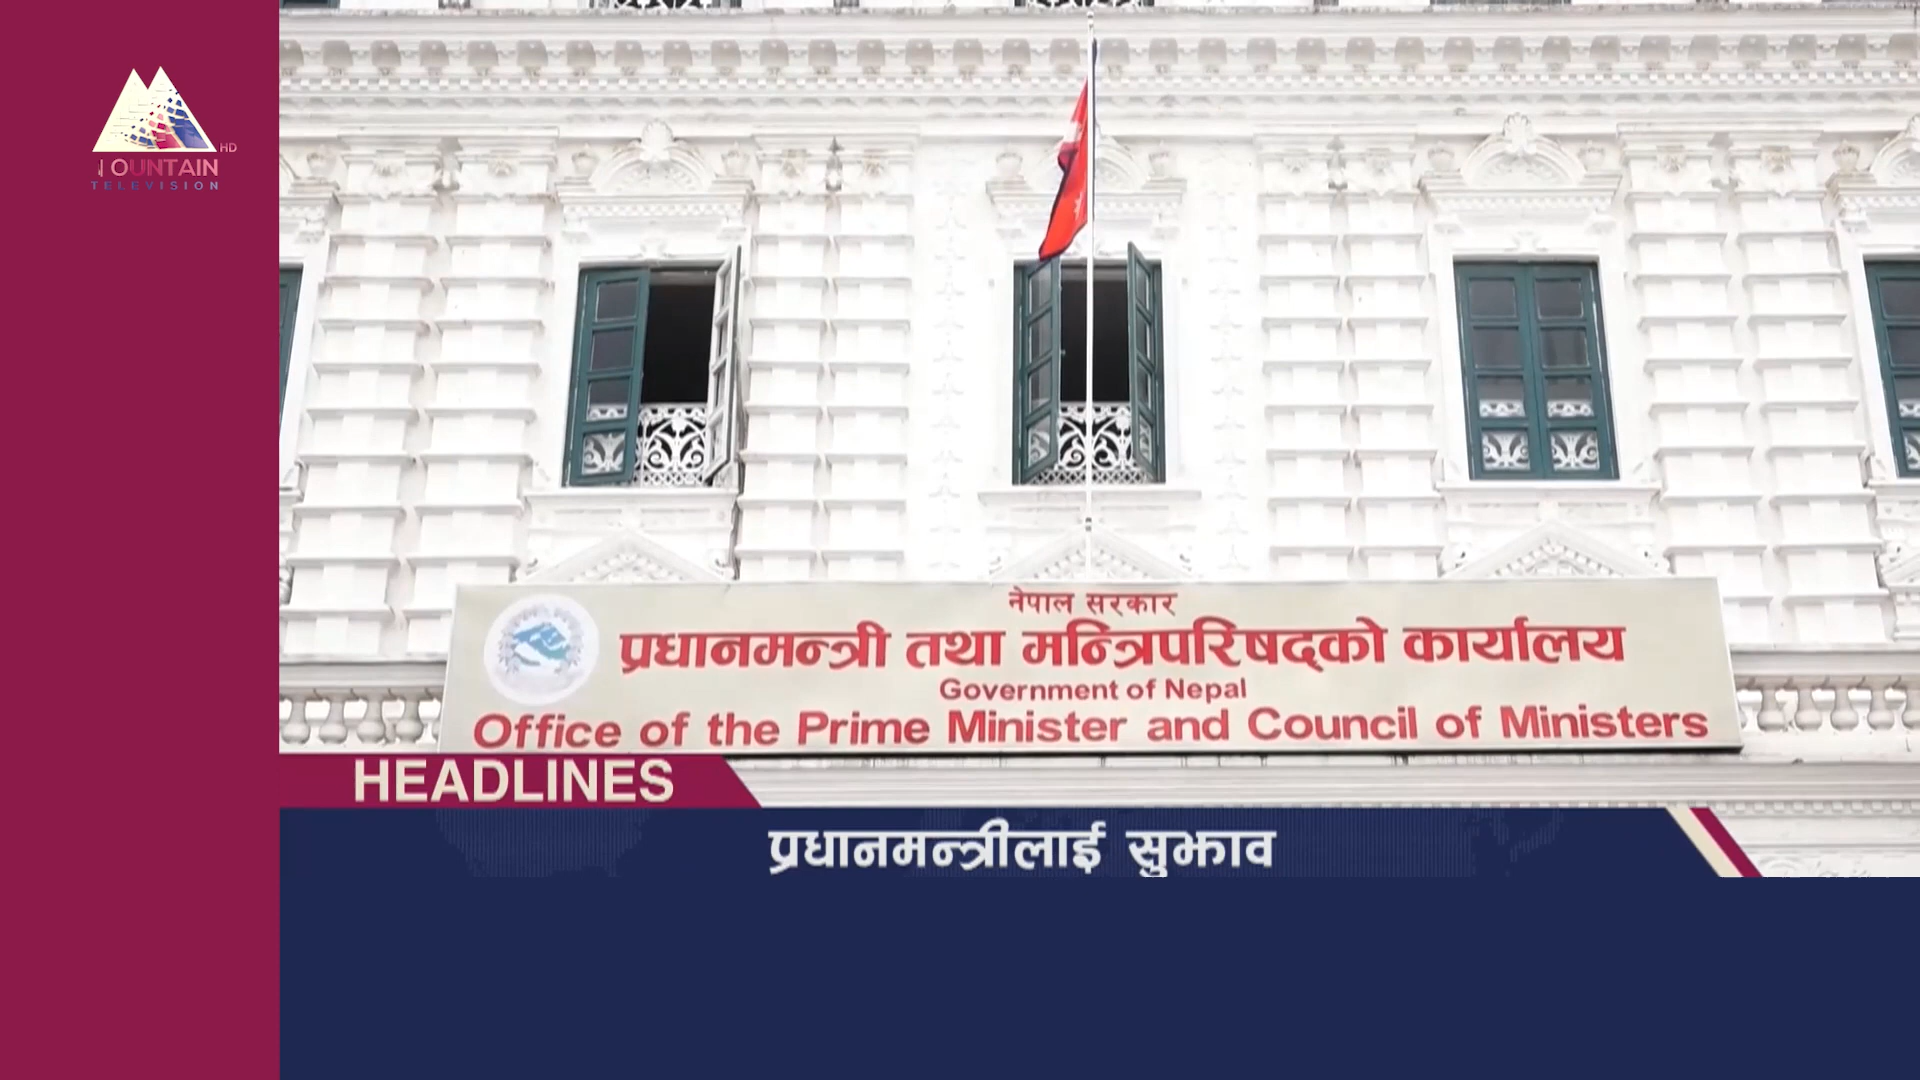 HD
OUNTAIN
TELEVISION
नेपाल सरकार
प्रधानमन्त्री तथा मन्त्रिपरिषद्को कार्यालय
Government of Nepal
Office of the Prime Minister and Council of Ministers
HEADLINES
प्रधानमन्त्रीलाई सुझाव